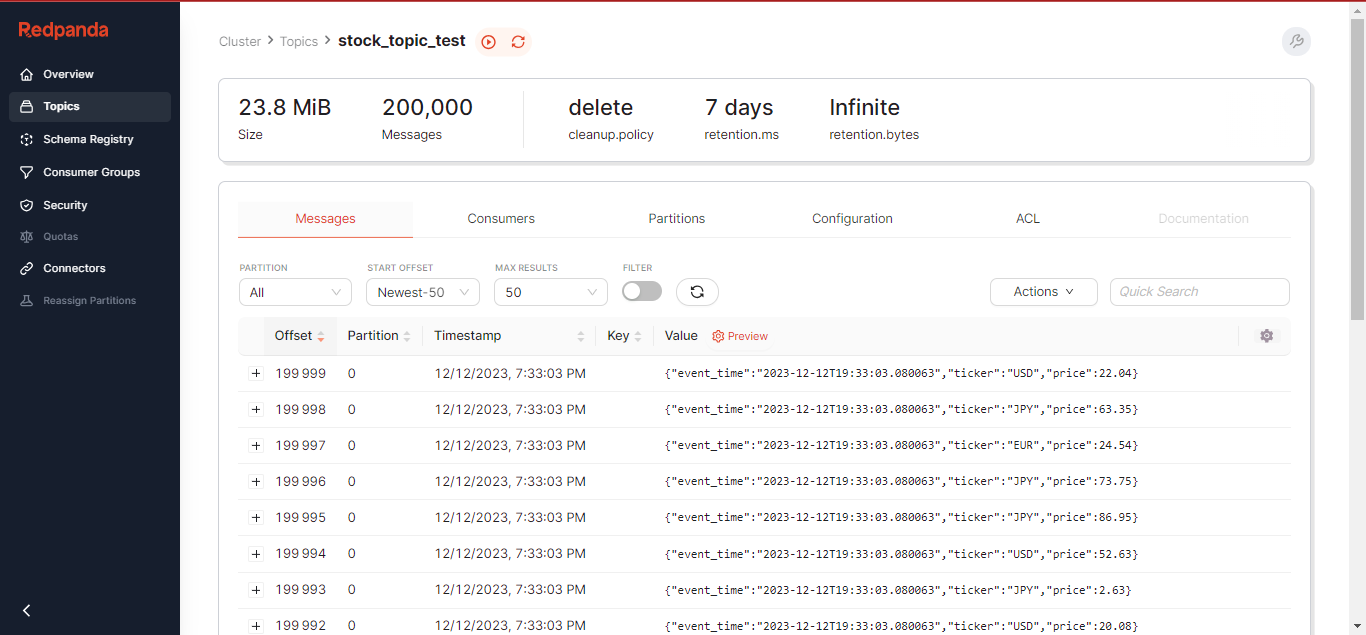 Redpanda
Overview
Topics
Schema Registry
Consumer Groups
Security
Quotas
Connectors
Reassign Partitions
Cluster > Topics > stock_topic_test
23.8 MiB 200,000 delete 7 days Infinite
Size Messages cleanup.policy retention.ms retention.bytes
Messages Consumers Partitions Configuration ACL Documentation
PARTITION START OFFSET MAX RESULTS FILTER
All Newest-50 50 Actions Quick Search
Offset Partition Timestamp Key Value Preview
+ 199 999 0 12/12/2023, 7:33:03 PM {"event_time":"2023-12-12T19:33:03.080063","ticker":"USD","price":22.04}
+ 199 998 0 12/12/2023, 7:33:03 PM {"event_time":"2023-12-12T19:33:03.080063","ticker":"JPY","price":63.35}
+ 199 997 0 12/12/2023, 7:33:03 PM {"event_time":"2023-12-12T19:33:03.080063","ticker":"EUR","price":24.54}
+ 199 996 0 12/12/2023, 7:33:03 PM {"event_time":"2023-12-12T19:33:03.080063","ticker":"JPY","price":73.75}
+ 199 995 0 12/12/2023, 7:33:03 PM {"event_time":"2023-12-12T19:33:03.080063","ticker":"JPY","price":86.95}
+ 199 994 0 12/12/2023, 7:33:03 PM {"event_time":"2023-12-12T19:33:03.080063","ticker":"USD","price":52.63}
+ 199 993 0 12/12/2023, 7:33:03 PM {"event_time":"2023-12-12T19:33:03.080063","ticker":"JPY","price":2.63}
+ 199 992 0 12/12/2023, 7:33:03 PM {"event_time":"2023-12-12T19:33:03.080063","ticker":"USD","price":20.08}